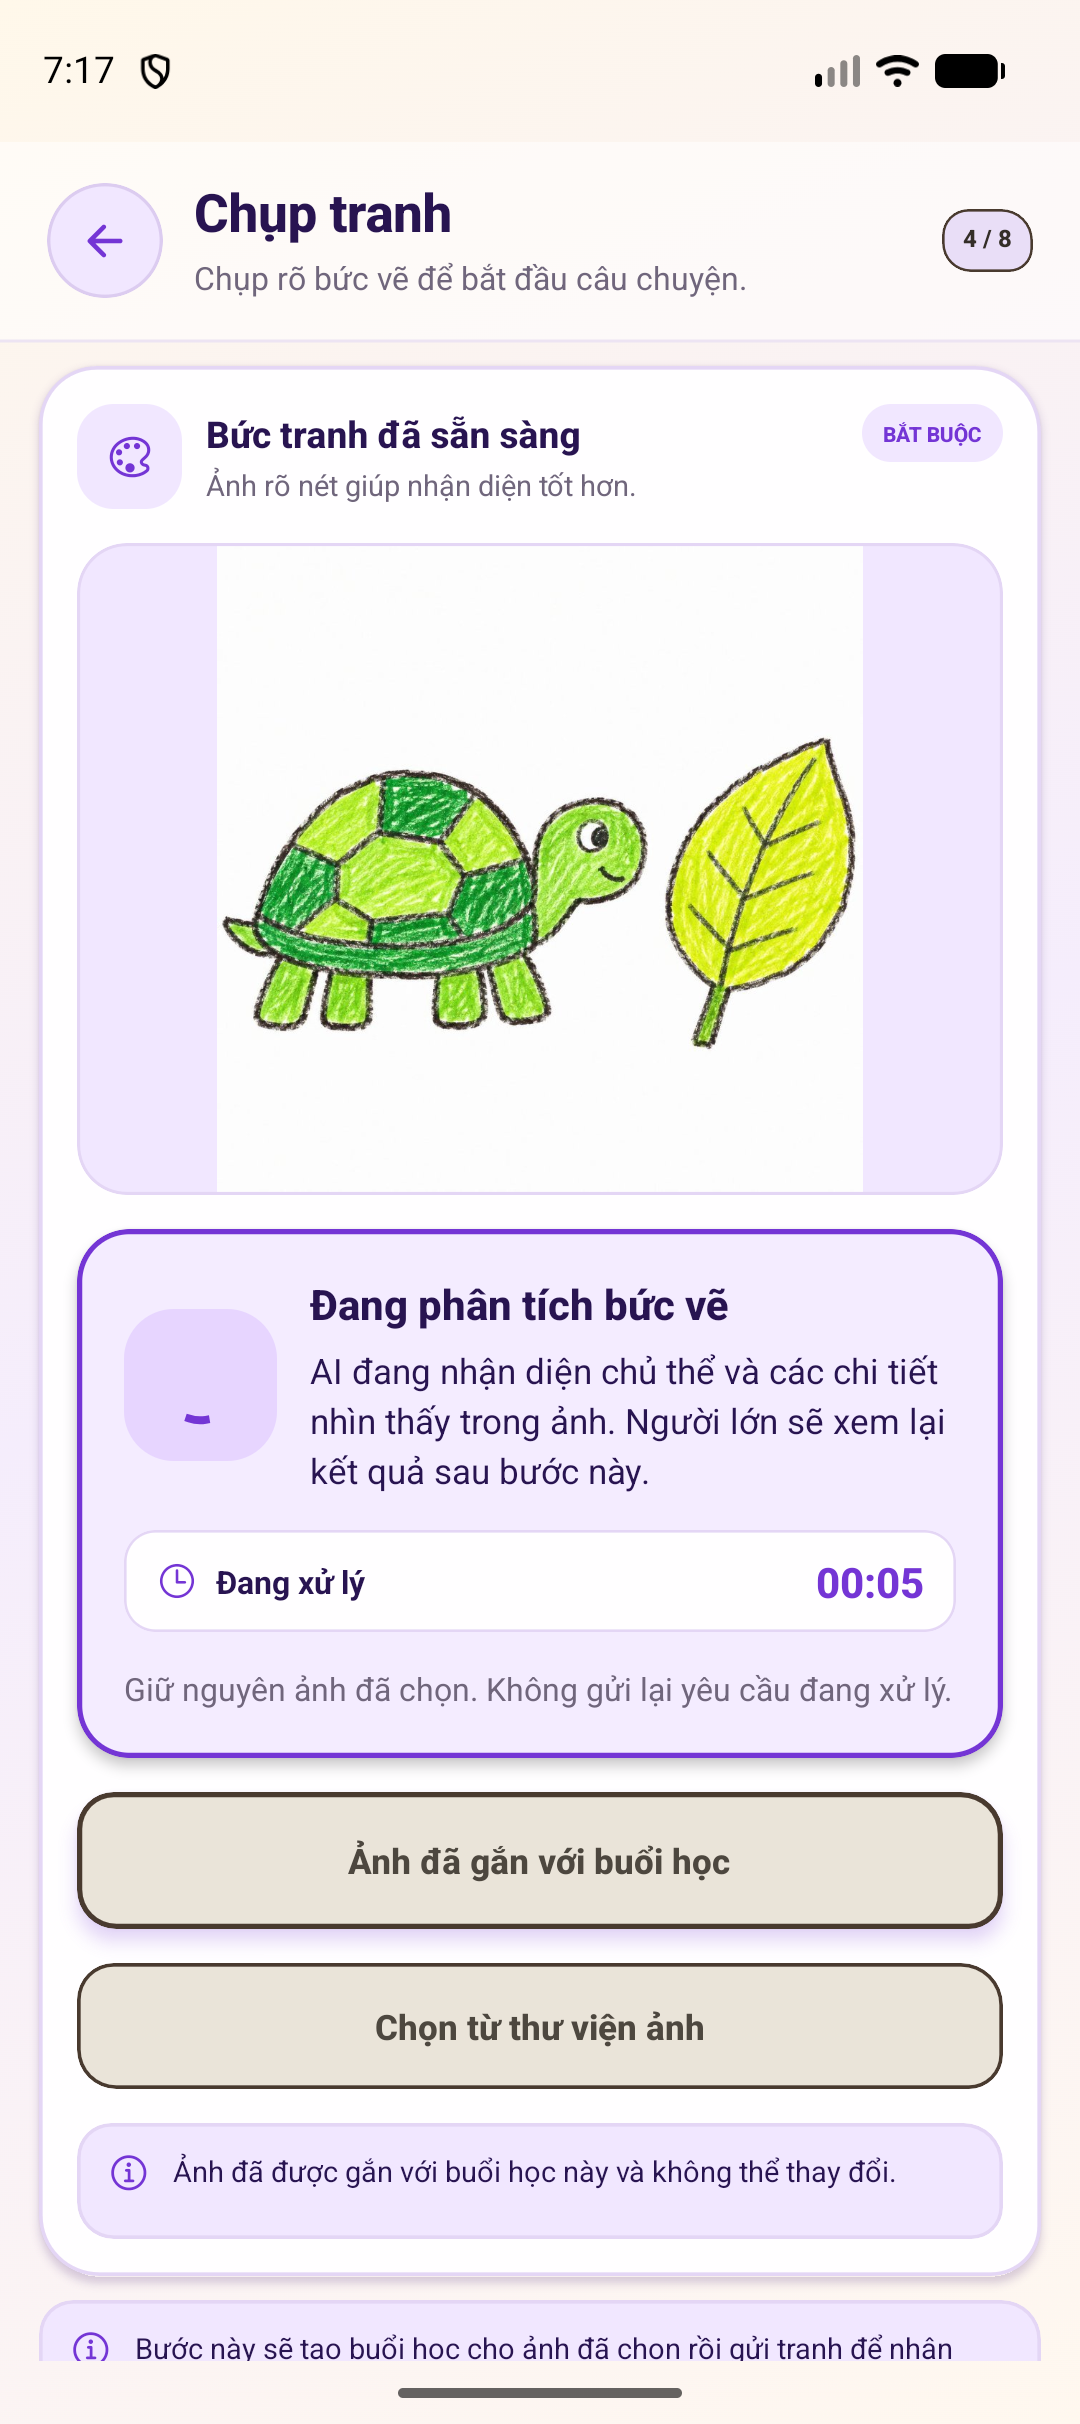 7:17
Chụp tranh
Chụp rõ bức vẽ để bắt đầu câu chuyện.
4 / 8
Bức tranh đã sẵn sàng
Ảnh rõ nét giúp nhận diện tốt hơn.
BẮT BUỘC
Đang phân tích bức vẽ
AI đang nhận diện chủ thể và các chi tiết
nhìn thấy trong ảnh. Người lớn sẽ xem lại
kết quả sau bước này.
Đang xử lý
00:05
Giữ nguyên ảnh đã chọn. Không gửi lại yêu cầu đang xử lý.
Ảnh đã gắn với buổi học
Chọn từ thư viện ảnh
Ảnh đã được gắn với buổi học này và không thể thay đổi.
Bước này sẽ tạo buổi học cho ảnh đã chọn rồi gửi tranh để nhận